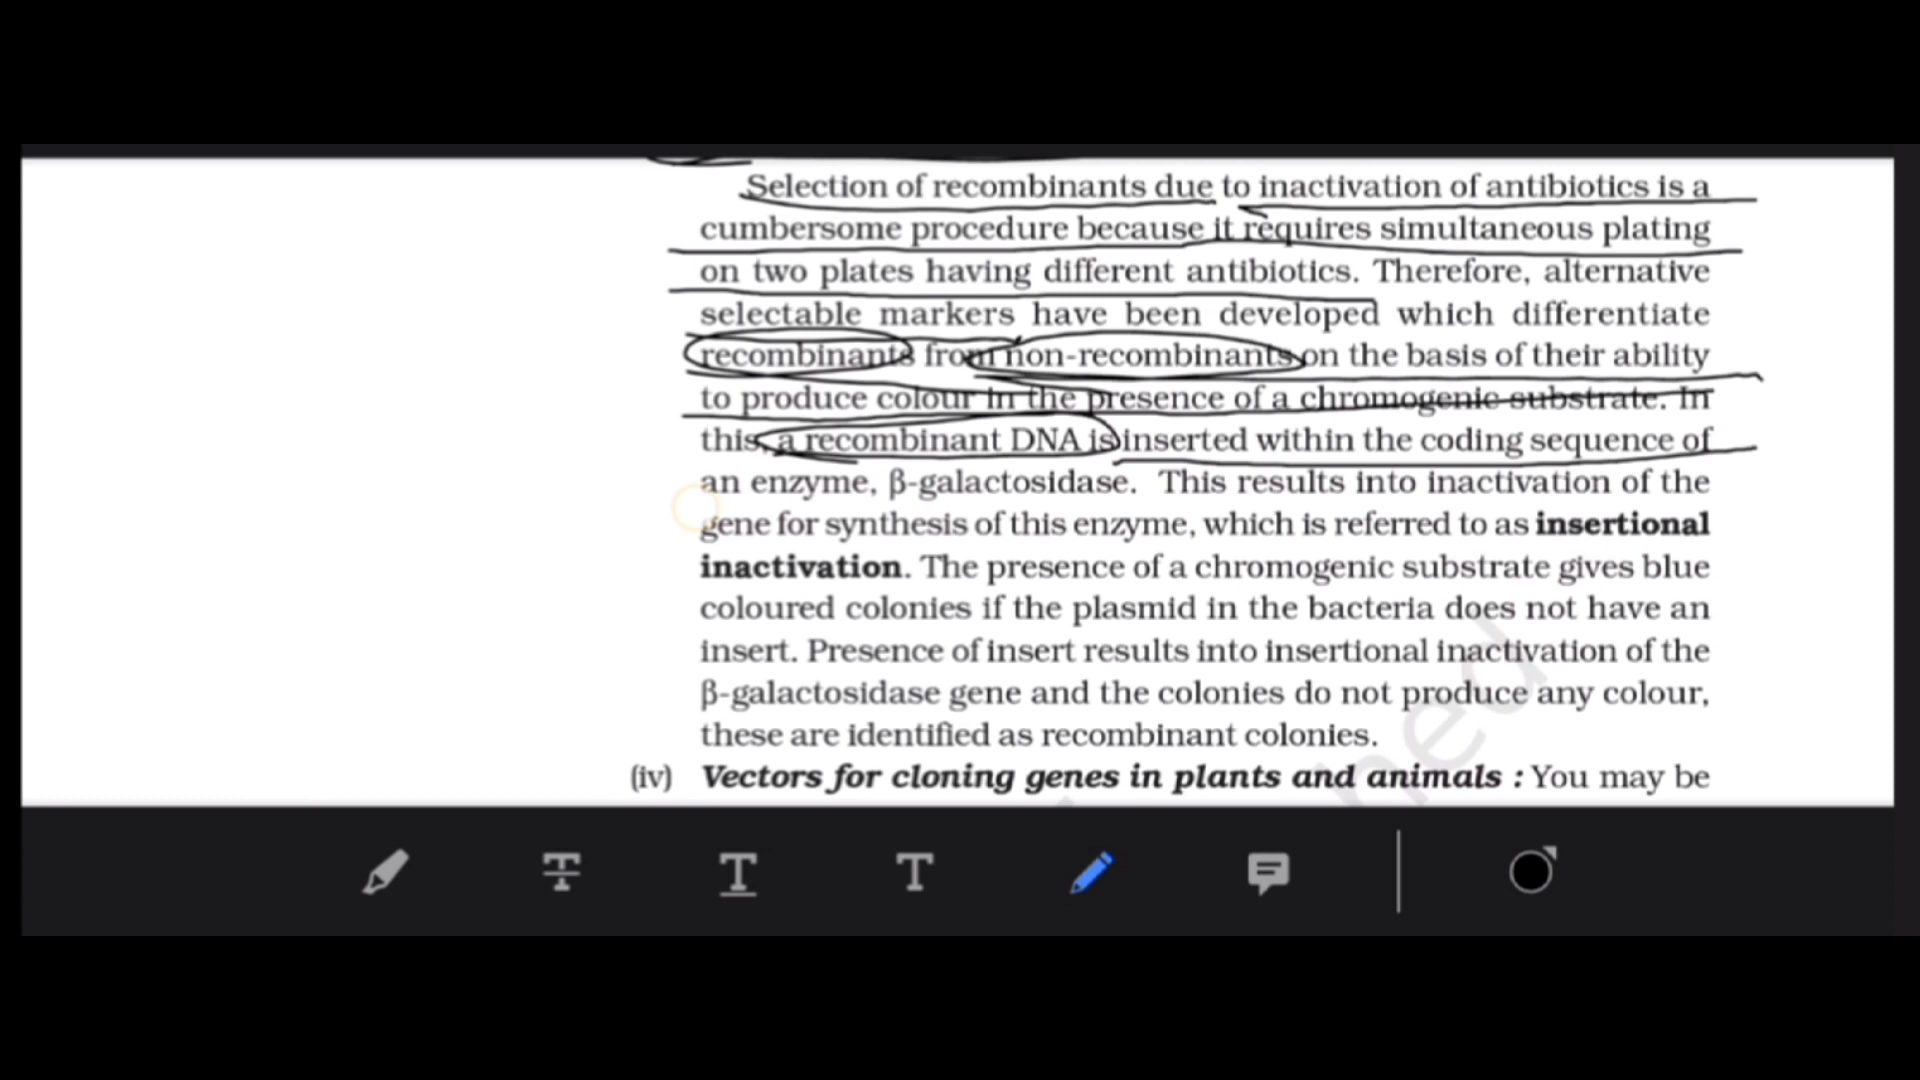 Selection of recombinants due to inactivation of antibiotics is a
cumbersome procedure because it requires simultaneous plating
on two plates having different antibiotics. Therefore, alternative
selectable markers have been developed which differentiate
recombinants from non-recombinants on the basis of their ability
to produce colour in the presence of a chromogenic substrate. In
this, a recombinant DNA is inserted within the coding sequence of
an enzyme, β-galactosidase. This results into inactivation of the
gene for synthesis of this enzyme, which is referred to as insertional
inactivation. The presence of a chromogenic substrate gives blue
coloured colonies if the plasmid in the bacteria does not have an
insert. Presence of insert results into insertional inactivation of the
β-galactosidase gene and the colonies do not produce any colour,
these are identified as recombinant colonies.
(iv) Vectors for cloning genes in plants and animals : You may be